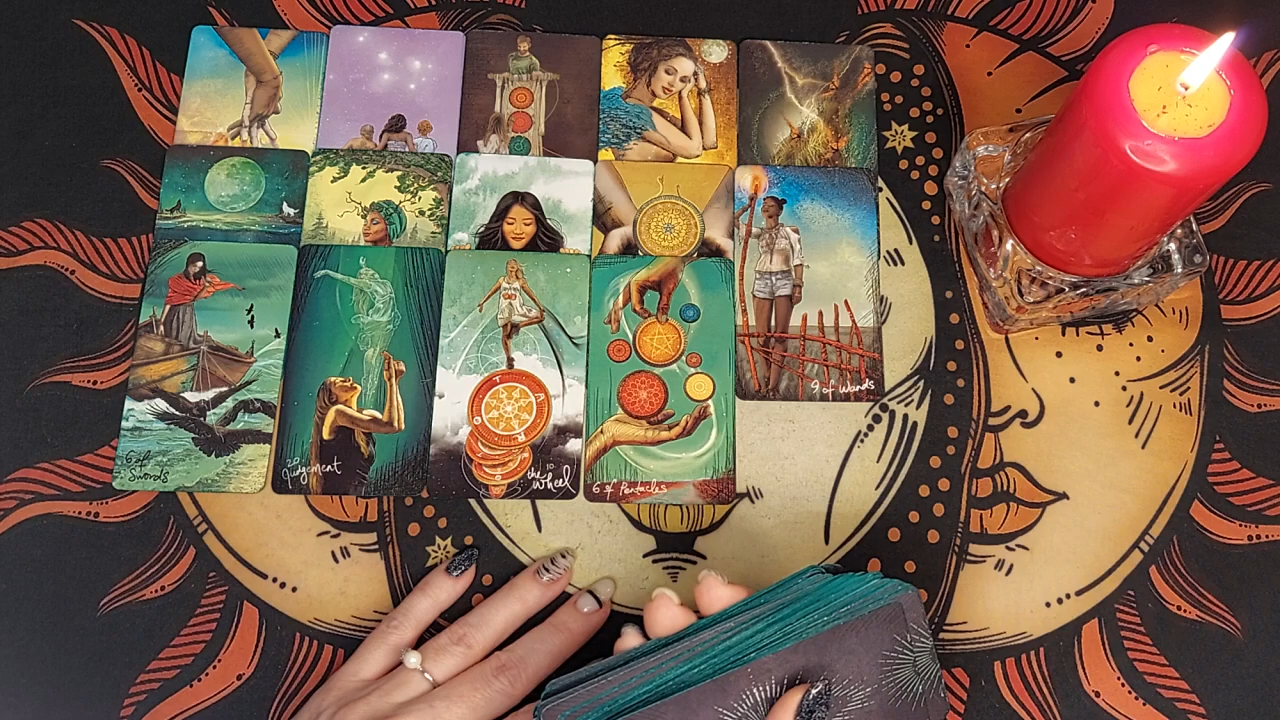 6 of
Swords
20
Judgement
T
A
R
O
10
the
Wheel
6 of Pentacles
9 of Wands